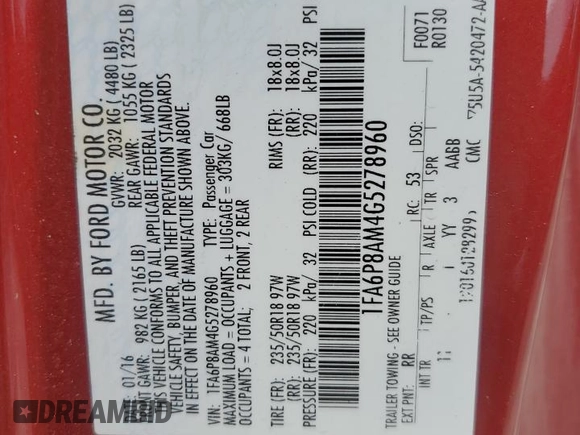 MFD. BY FORD MOTOR CO.
01/16
GVWR: 2032 KG / 4480 LB)
FRONT GAWR: 982 KG ( 2165 LB)
REAR GAWR: 1055 KG ( 2325 LB)
THIS VEHICLE CONFORMS TO ALL APPLICABLE FEDERAL MOTOR
VEHICLE SAFETY, BUMPER, AND THEFT PREVENTION STANDARDS
IN EFFECT ON THE DATE OF MANUFACTURE SHOWN ABOVE.
VIN: 1FA6P8AM4G5278960 TYPE: Passenger Car
MAXIMUM LOAD = OCCUPANTS + LUGGAGE = 303KG/ 668LB
OCCUPANTS = 4 TOTAL: 2 FRONT, 2 REAR
TIRE (FR): 235/50R18 97W RIMS (FR): 18x8.0J
(RR): 235/50R18 97W (RR): 18x8.0J
PRESSURE (FR): 220 kPa/ 32 PSI COLD (RR): 220 kPa/ 32 PSI
1FA6P8AM4G5278960
TRAILER TOWING - SEE OWNER GUIDE
F0071
R0130
EXT PNT: RR RC: 53 DSO:
INT TR TP/PS R AXLE TR SPR
YY 3 AABB
CMC
DREAMBID